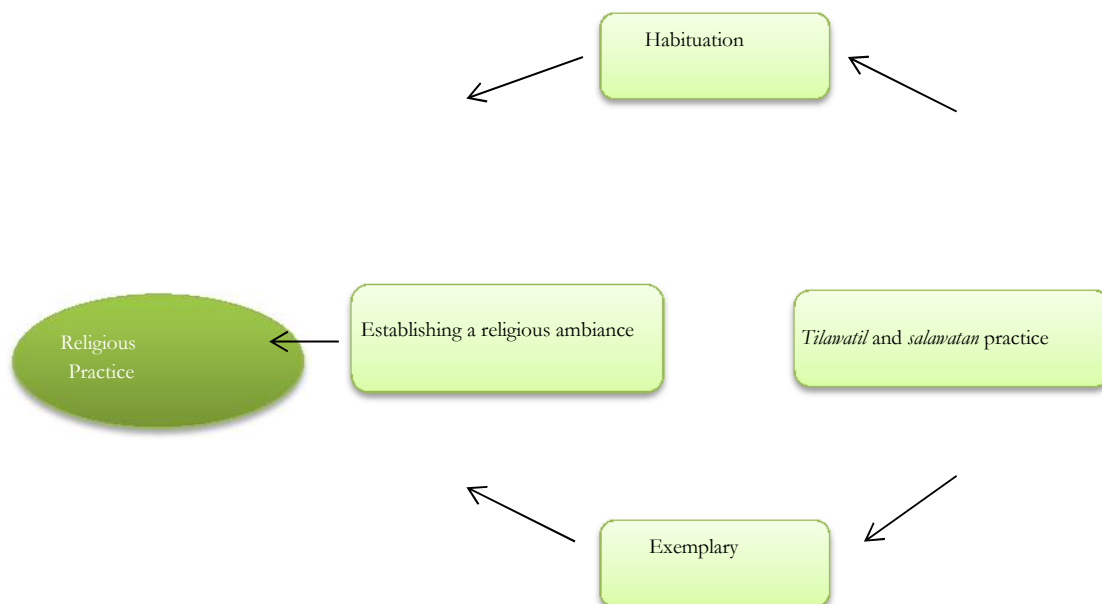 Habituation
Establishing a religious ambiance
Tilawatil and salawatan practice
Religious
Practice
Exemplary